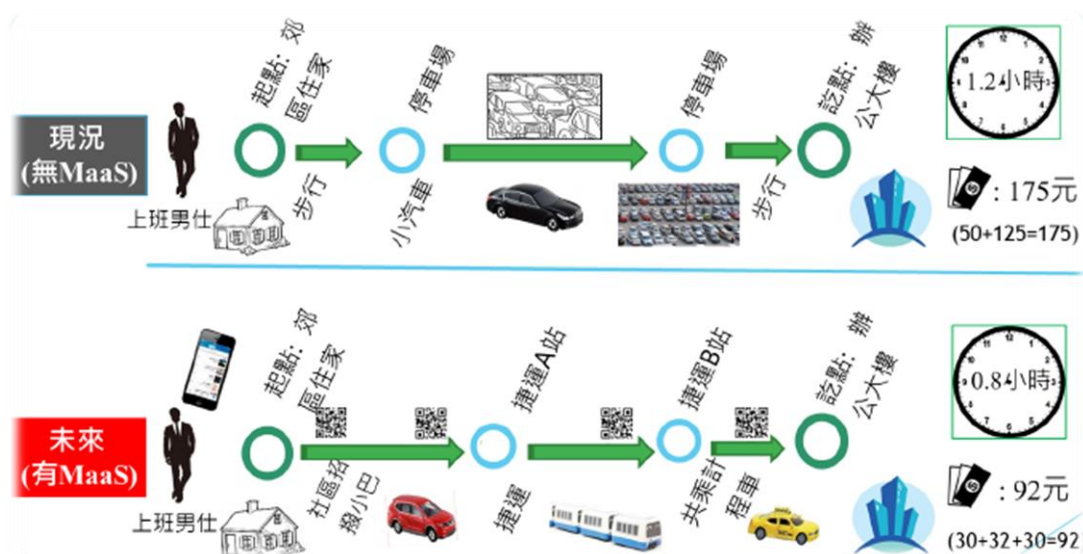 現況
(無MaaS)
上班男仕
起點: 郊
區住家
步行
停車場
小汽車
停車場
步行
訖點: 辦
公大樓
1.2小時
: 175元
(50+125=175)
未來
(有MaaS)
上班男仕
起點: 郊
區住家
社區招
撥小巴
捷運A站
捷運
捷運B站
共乘計
程車
訖點: 辦
公大樓
0.8小時
: 92元
(30+32+30=92